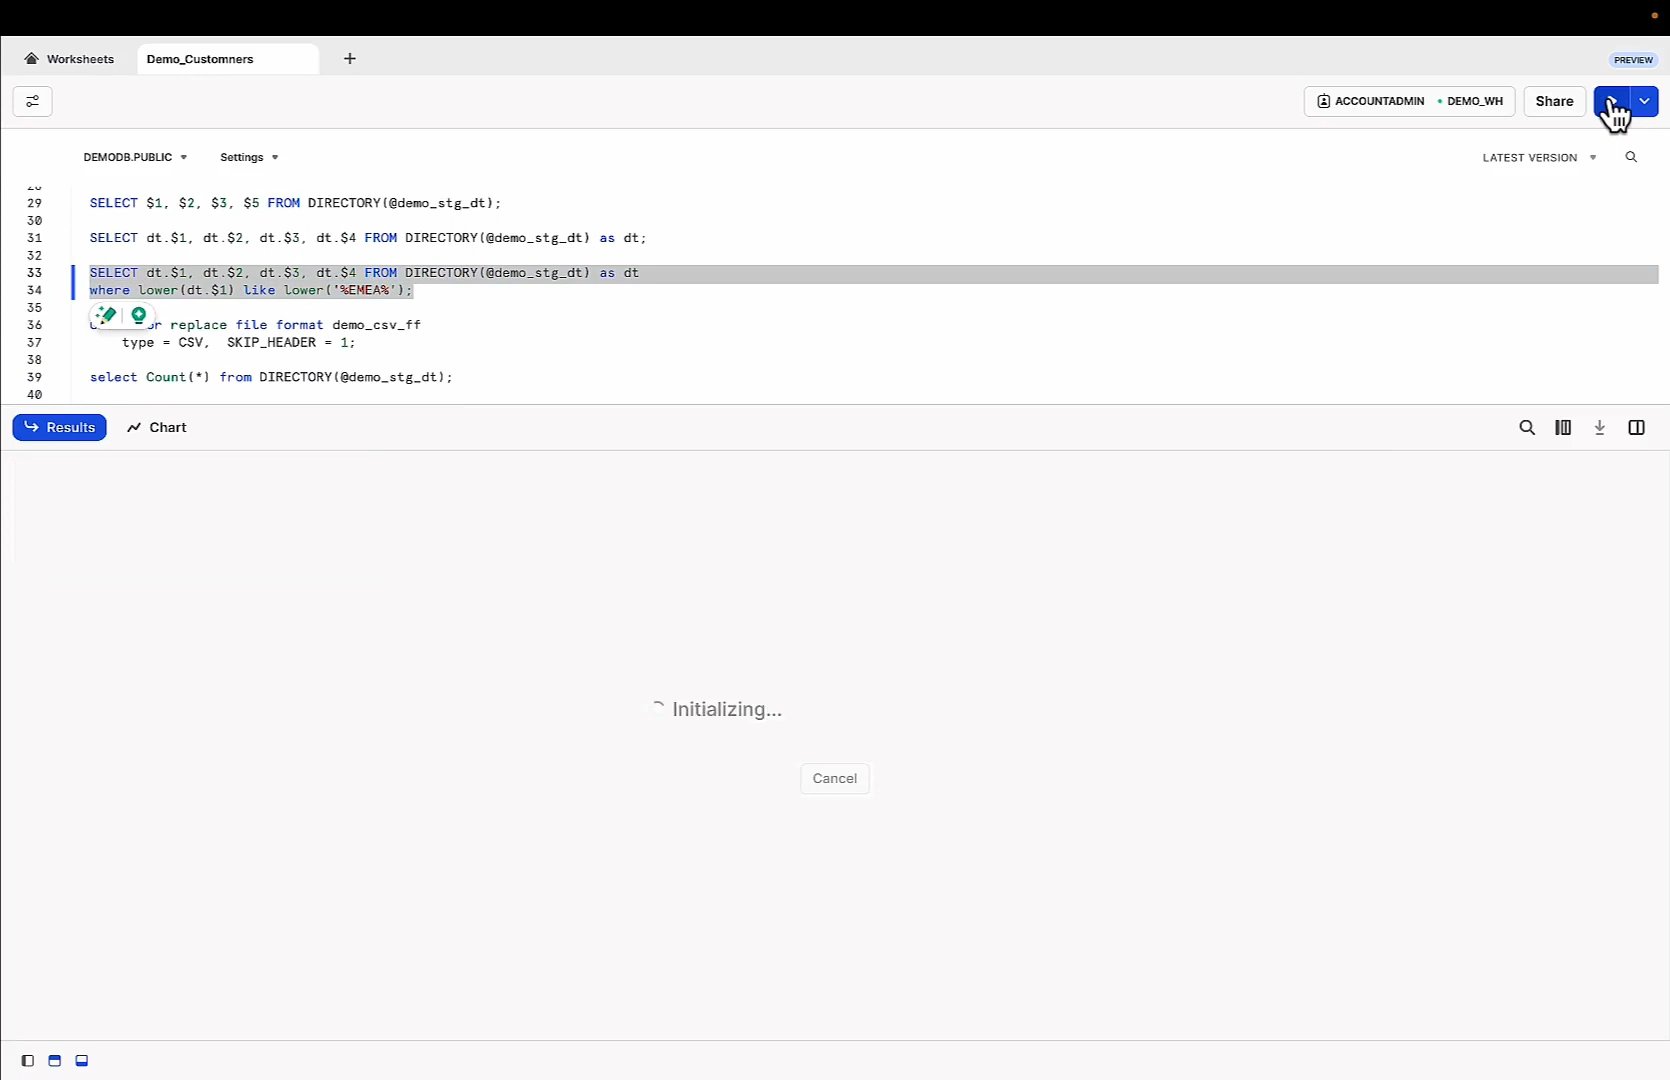 Worksheets
Demo_Customners
+
PREVIEW
ACCOUNTADMIN • DEMO_WH
Share
DEMODB.PUBLIC
Settings
LATEST VERSION
29 SELECT $1, $2, $3, $5 FROM DIRECTORY(@demo_stg_dt);
30
31 SELECT dt.$1, dt.$2, dt.$3, dt.$4 FROM DIRECTORY(@demo_stg_dt) as dt;
32
33 SELECT dt.$1, dt.$2, dt.$3, dt.$4 FROM DIRECTORY(@demo_stg_dt) as dt
34 where lower(dt.$1) like lower('%EMEA%');
35
36 replace file format demo_csv_ff
37 type = CSV, SKIP_HEADER = 1;
38
39 select Count(*) from DIRECTORY(@demo_stg_dt);
40
Results
Chart
Initializing...
Cancel